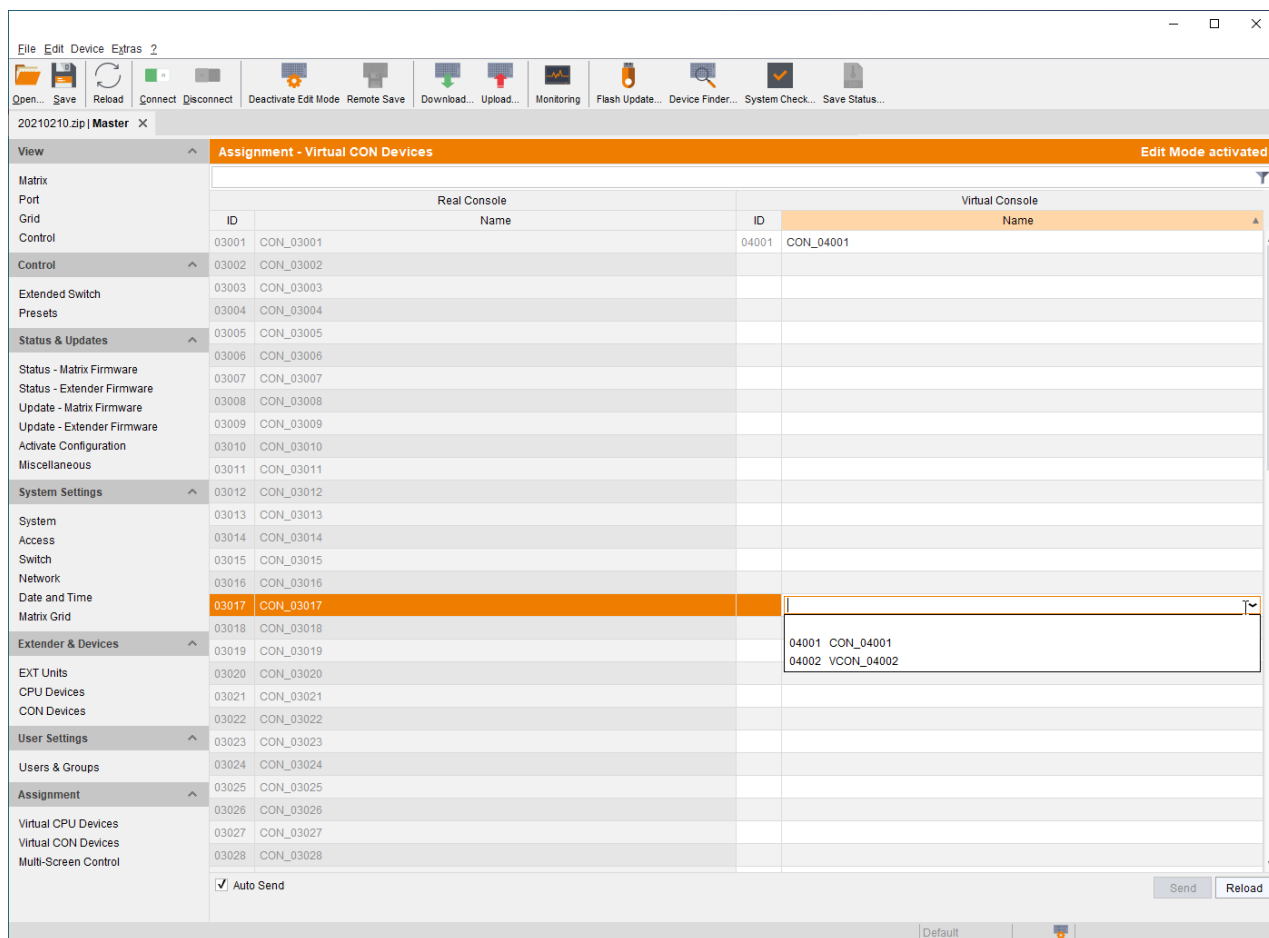 File Edit Device Extras ?
Open... Save Reload Connect Disconnect Deactivate Edit Mode Remote Save Download... Upload... Monitoring Flash Update... Device Finder... System Check... Save Status...
20210210.zip | Master
View
Matrix
Port
Grid
Control
Control
Extended Switch
Presets
Status & Updates
Status - Matrix Firmware
Status - Extender Firmware
Update - Matrix Firmware
Update - Extender Firmware
Activate Configuration
Miscellaneous
System Settings
System
Access
Switch
Network
Date and Time
Matrix Grid
Extender & Devices
EXT Units
CPU Devices
CON Devices
User Settings
Users & Groups
Assignment
Virtual CPU Devices
Virtual CON Devices
Multi-Screen Control
Assignment - Virtual CON Devices Edit Mode activated
Real Console Virtual Console
ID Name ID Name
03001 CON_03001 04001 CON_04001
03002 CON_03002
03003 CON_03003
03004 CON_03004
03005 CON_03005
03006 CON_03006
03007 CON_03007
03008 CON_03008
03009 CON_03009
03010 CON_03010
03011 CON_03011
03012 CON_03012
03013 CON_03013
03014 CON_03014
03015 CON_03015
03016 CON_03016
03017 CON_03017
03018 CON_03018
04001 CON_04001
03019 CON_03019
04002 VCON_04002
03020 CON_03020
03021 CON_03021
03022 CON_03022
03023 CON_03023
03024 CON_03024
03025 CON_03025
03026 CON_03026
03027 CON_03027
03028 CON_03028
Auto Send Send Reload
Default